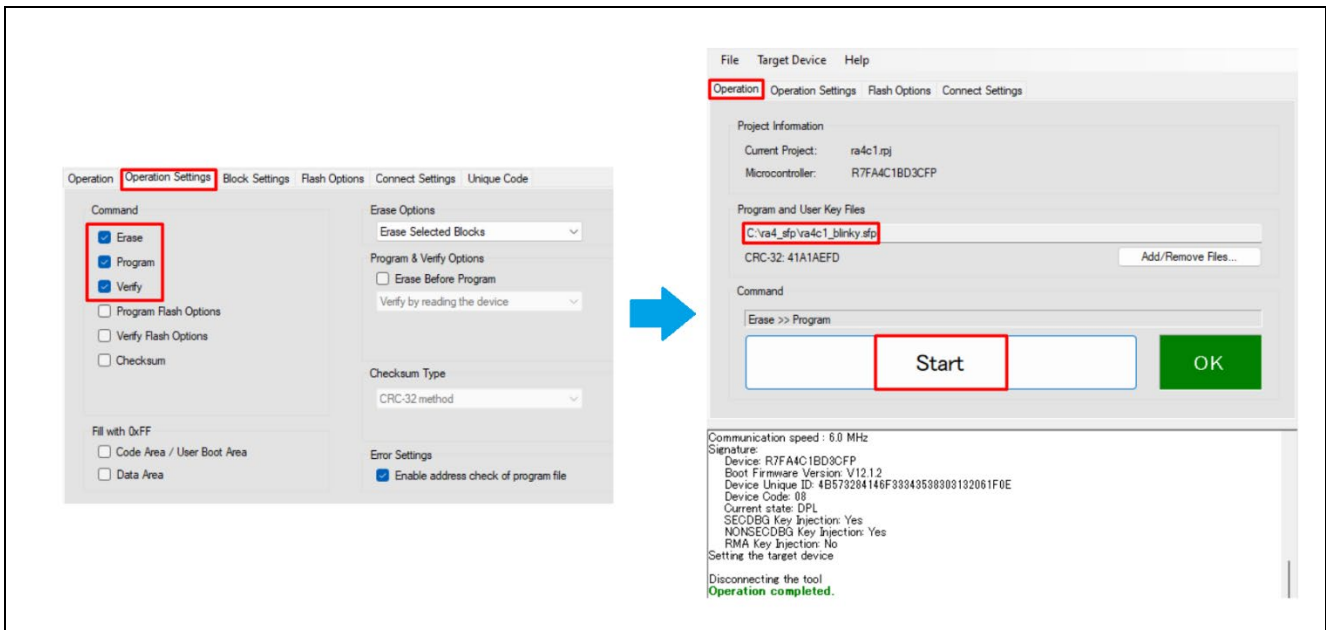 Operation Operation Settings Block Settings Flash Options Connect Settings Unique Code
Command
Erase
Program
Verify
Program Flash Options
Verify Flash Options
Checksum
Fill with 0xFF
Code Area / User Boot Area
Data Area
Erase Options
Erase Selected Blocks
Program & Verify Options
Erase Before Program
Verify by reading the device
Checksum Type
CRC-32 method
Error Settings
Enable address check of program file
File Target Device Help
Operation Operation Settings Flash Options Connect Settings
Project Information
Current Project: ra4c1.rpj
Microcontroller: R7FA4C1BD3CFP
Program and User Key Files
C:\ra4_sfp\ra4c1_blinky.sfp
CRC-32: 41A1AEFD Add/Remove Files...
Command
Erase >> Program
Start OK
Communication speed : 6.0 MHz
Signature:
Device: R7FA4C1BD3CFP
Boot Firmware Version: V12.1.2
Device Unique ID: 4B573284146F33343538303132061F0E
Device Code: 08
Current state: DPL
SECDBG Key Injection: Yes
NONSECDBG Key Injection: Yes
RMA Key Injection: No
Setting the target device
Disconnecting the tool
Operation completed.